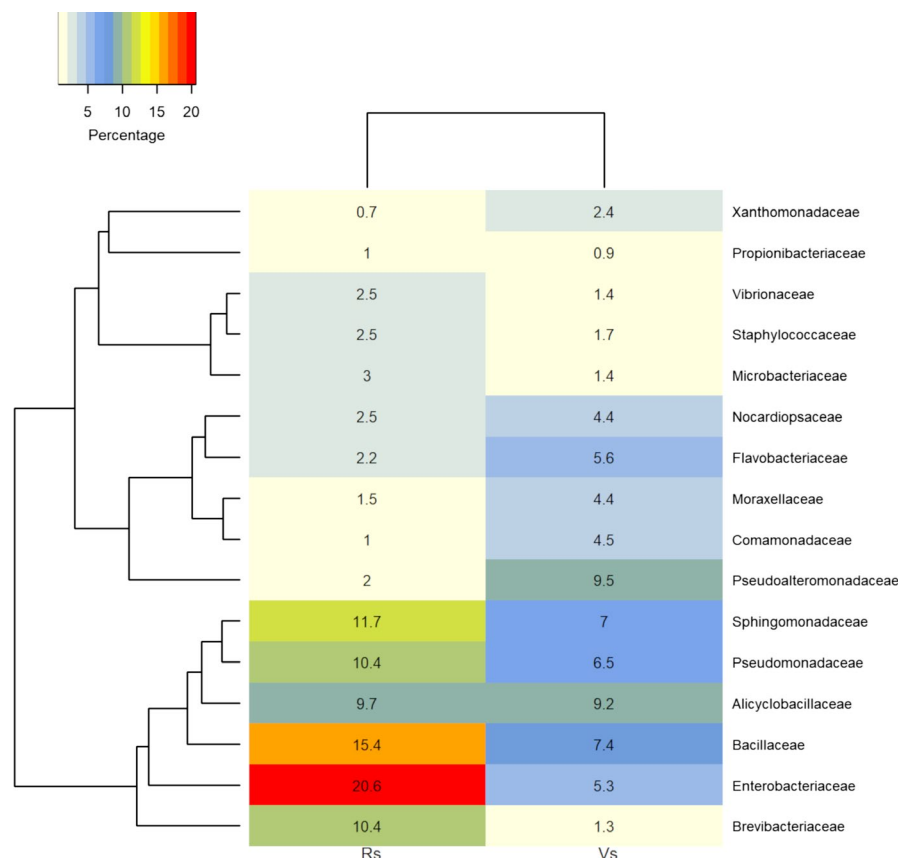 5 10 15 20
Percentage
0.7 2.4 Xanthomonadaceae
1 0.9 Propionibacteriaceae
2.5 1.4 Vibrionaceae
2.5 1.7 Staphylococcaceae
3 1.4 Microbacteriaceae
2.5 4.4 Nocardiopsaceae
2.2 5.6 Flavobacteriaceae
1.5 4.4 Moraxellaceae
1 4.5 Comamonadaceae
2 9.5 Pseudoalteromonadaceae
11.7 7 Sphingomonadaceae
10.4 6.5 Pseudomonadaceae
9.7 9.2 Alicyclobacillaceae
15.4 7.4 Bacillaceae
20.6 5.3 Enterobacteriaceae
10.4 1.3 Brevibacteriaceae
Rs Vs